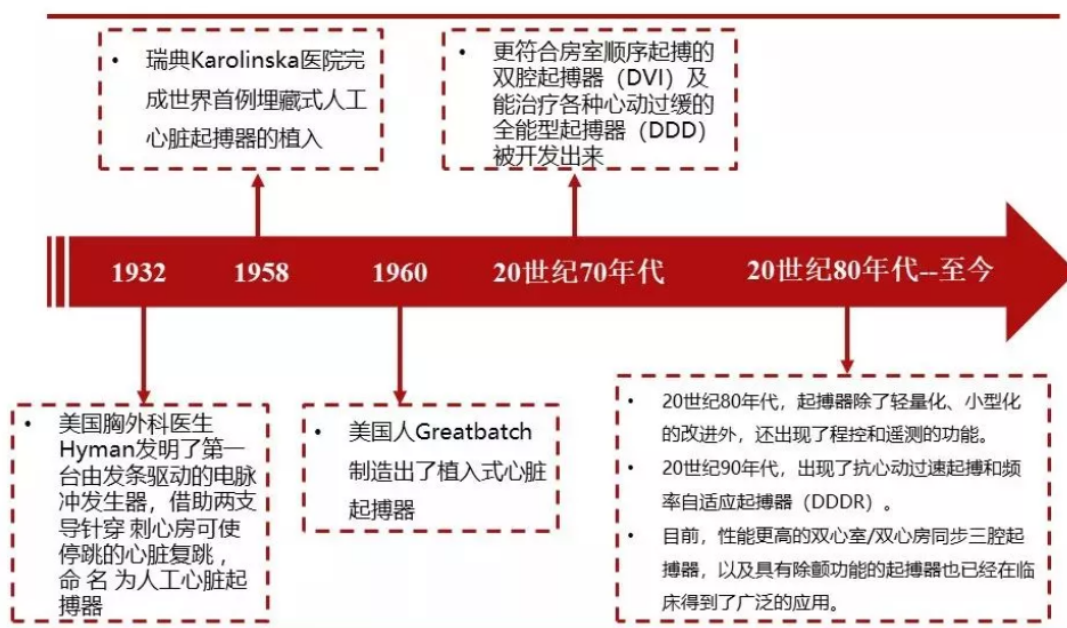 • 瑞典Karolinska医院完
成世界首例埋藏式人工
心脏起搏器的植入
• 更符合房室顺序起搏的
双腔起搏器（DVI）及
能治疗各种心动过缓的
全能型起搏器（DDD）
被开发出来
1932
1958
1960
20世纪70年代
20世纪80年代--至今
• 美国胸外科医生
Hyman发明了第一
台由发条驱动的电脉
冲发生器，借助两支
导针穿 刺心房可使
停跳的心脏复跳，
命 名 为人工心脏起
搏器
• 美国人Greatbatch
制造出了植入式心脏
起搏器
• 20世纪80年代，起搏器除了轻量化、小型化
的改进外，还出现了程控和遥测的功能。
• 20世纪90年代，出现了抗心动过速起搏和频
率自适应起搏器（DDDR）。
• 目前，性能更高的双心室/双心房同步三腔起
搏器，以及具有除颤功能的起搏器也已经在临
床得到了广泛的应用。